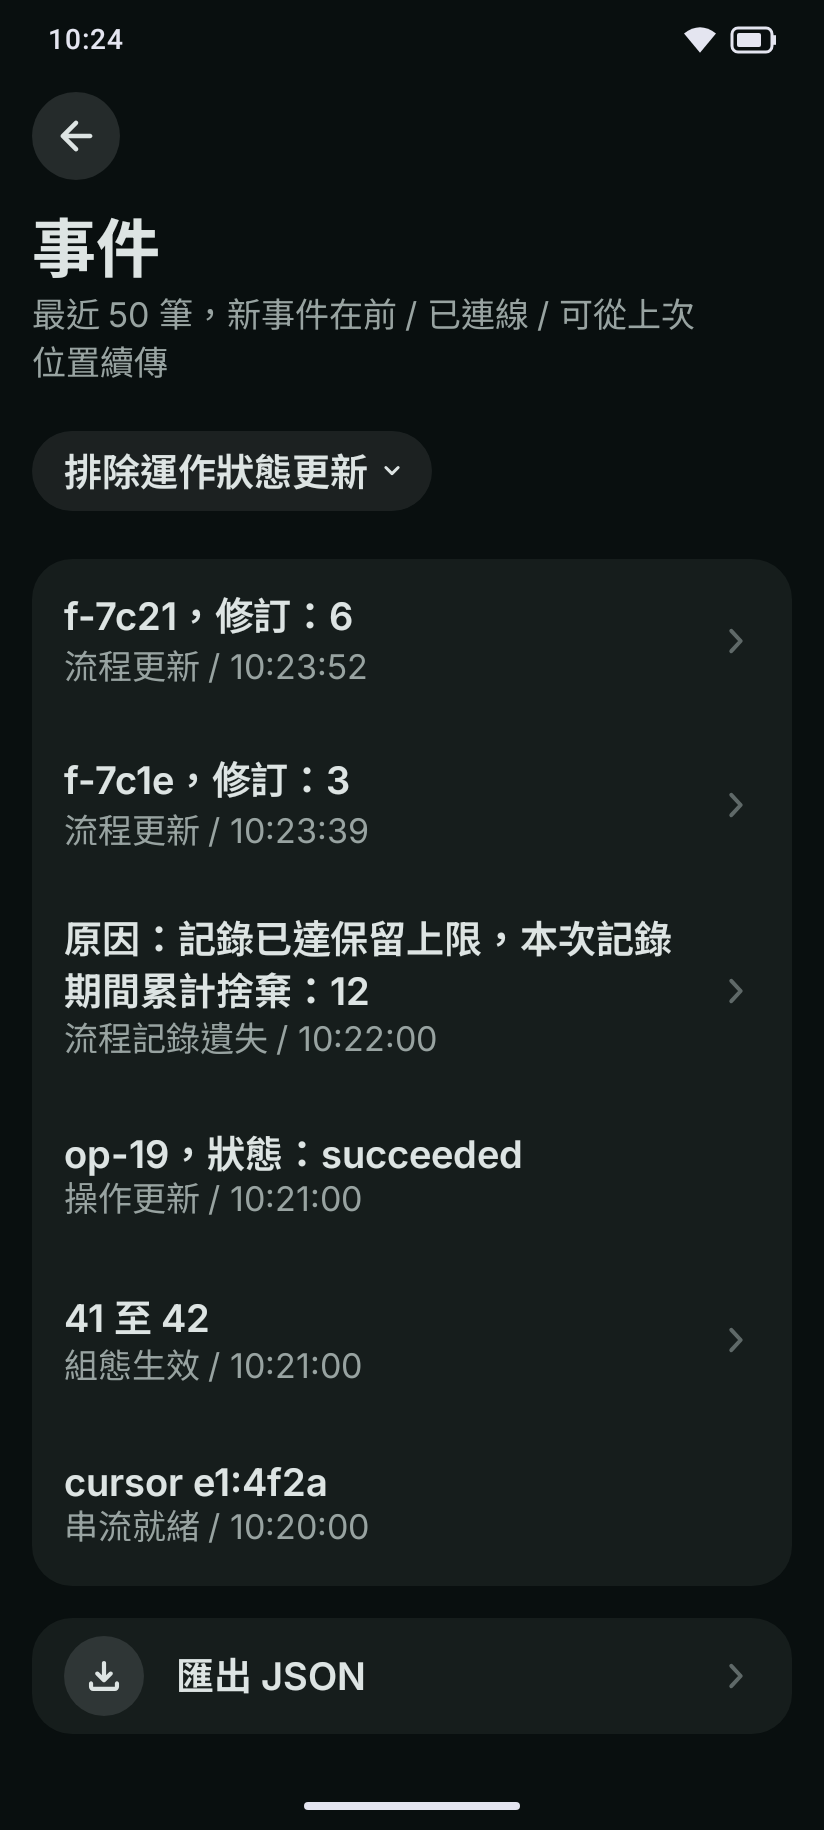 10:24
事件
最近 50 筆，新事件在前 / 已連線 / 可從上次
位置續傳
排除運作狀態更新
f-7c21，修訂：6
流程更新 / 10:23:52
f-7c1e，修訂：3
流程更新 / 10:23:39
原因：記錄已達保留上限，本次記錄
期間累計捨棄：12
流程記錄遺失 / 10:22:00
op-19，狀態：succeeded
操作更新 / 10:21:00
41 至 42
組態生效 / 10:21:00
cursor e1:4f2a
串流就緒 / 10:20:00
匯出 JSON